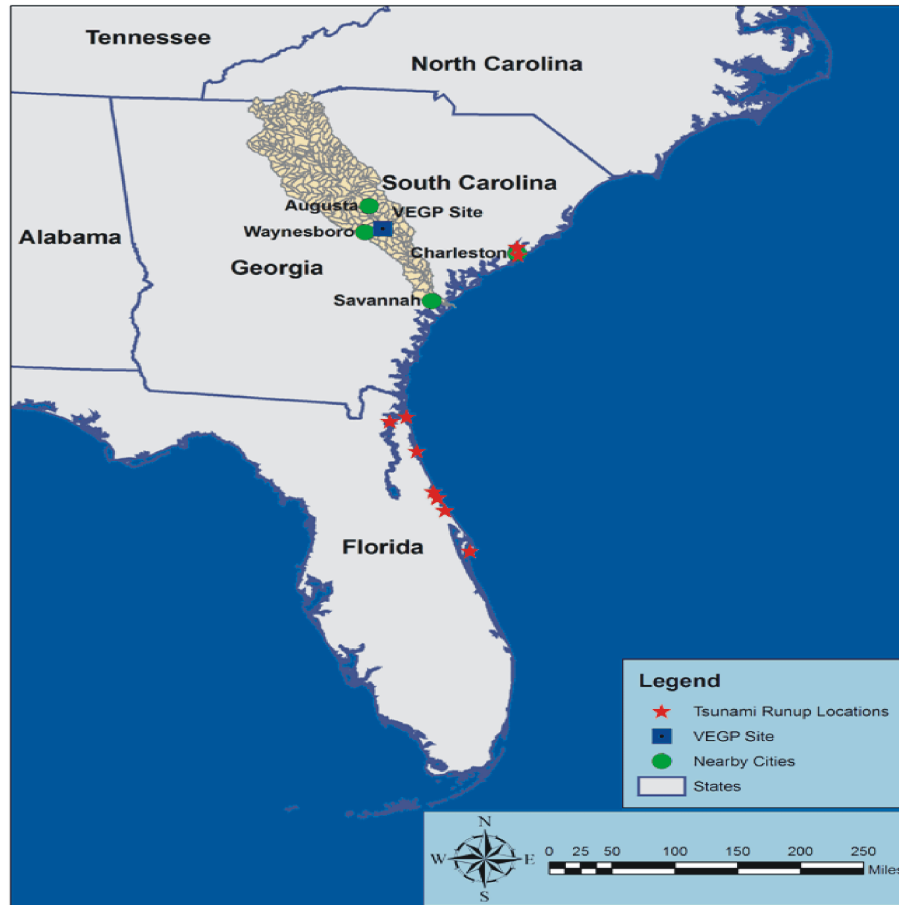 Tennessee
North Carolina
South Carolina
Augusta
VEGP Site
Alabama
Waynesboro
Charleston
Georgia
Savannah
Florida
Legend
Tsunami Runup Locations
VEGP Site
Nearby Cities
States
N
W E
S
0 25 50 100 150 200 250
Miles